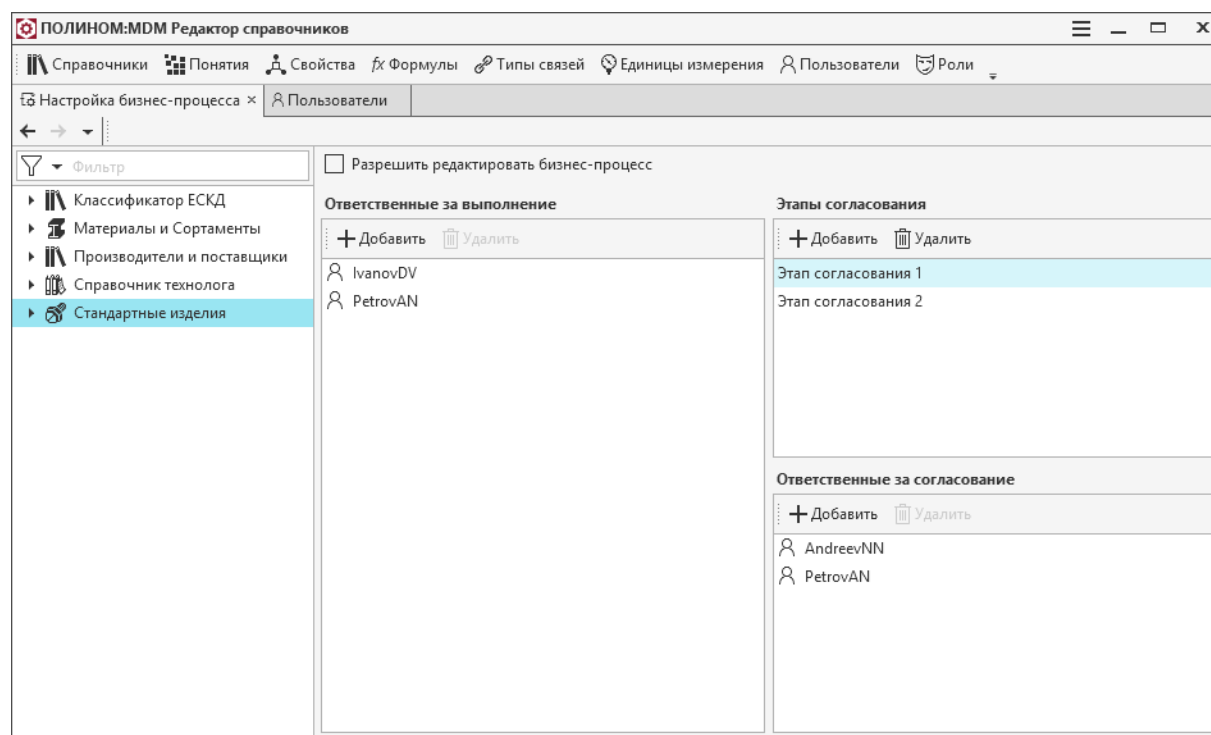 ПОЛИНОМ:MDM Редактор справочников
Справочники Понятия Свойства fx Формулы Типы связей Единицы измерения Пользователи Роли
Настройка бизнес-процесса × Пользователи
Фильтр
Классификатор ЕСКД
Материалы и Сортаменты
Производители и поставщики
Справочник технолога
Стандартные изделия
Разрешить редактировать бизнес-процесс
Ответственные за выполнение
Добавить Удалить
IvanovDV
PetrovAN
Этапы согласования
Добавить Удалить
Этап согласования 1
Этап согласования 2
Ответственные за согласование
Добавить Удалить
AndreevNN
PetrovAN